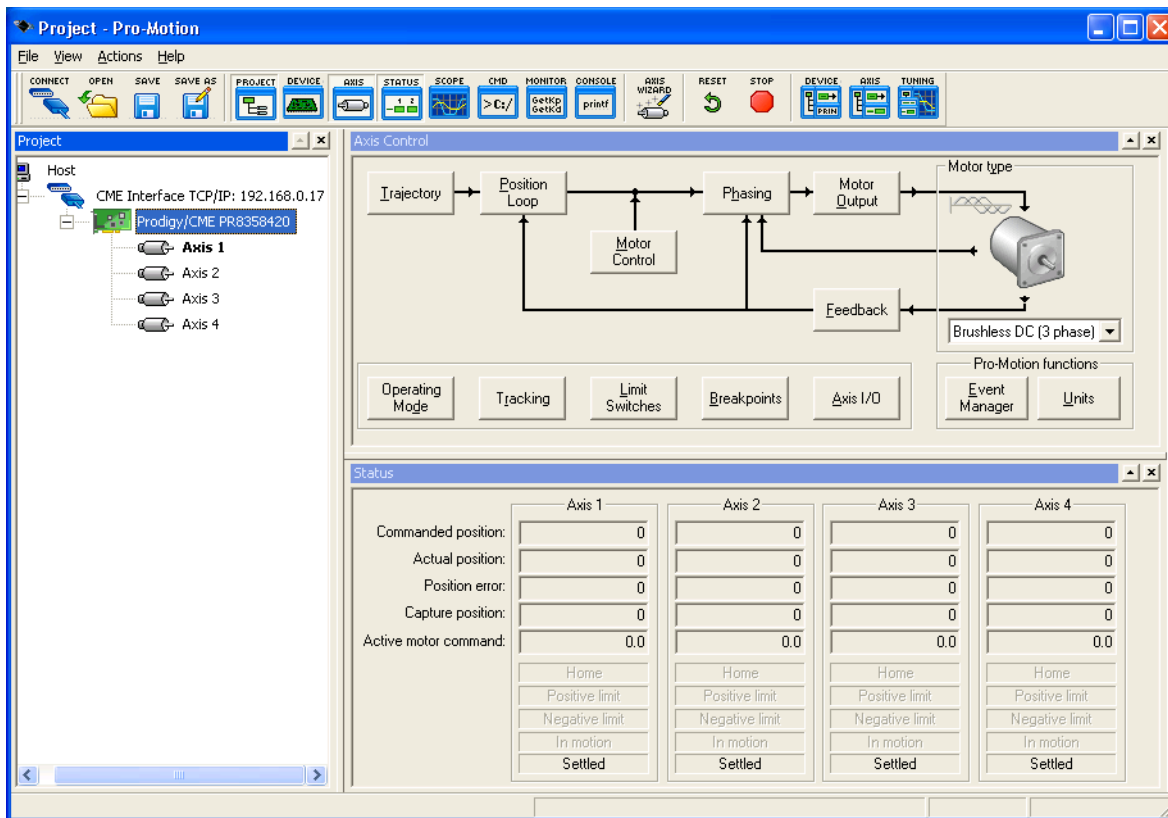 Project - Pro-Motion
File View Actions Help
CONNECT OPEN SAVE SAVE AS PROJECT DEVICE AXIS STATUS SCOPE CMD MONITOR CONSOLE AXIS WIZARD RESET STOP DEVICE AXIS TUNING
>C:/ GetKp GetKd printf PRIN
Project
Host
CME Interface TCP/IP: 192.168.0.17
Prodigy/CME PR8358420
Axis 1
Axis 2
Axis 3
Axis 4
Axis Control
Motor type
Trajectory
Position Loop
Phasing
Motor Output
Motor Control
Feedback
Brushless DC (3 phase)
Operating Mode
Tracking
Limit Switches
Breakpoints
Axis I/O
Pro-Motion functions
Event Manager
Units
Status
Axis 1 Axis 2 Axis 3 Axis 4
Commanded position: 0 0 0 0
Actual position: 0 0 0 0
Position error: 0 0 0 0
Capture position: 0 0 0 0
Active motor command: 0.0 0.0 0.0 0.0
Home Home Home Home
Positive limit Positive limit Positive limit Positive limit
Negative limit Negative limit Negative limit Negative limit
In motion In motion In motion In motion
Settled Settled Settled Settled